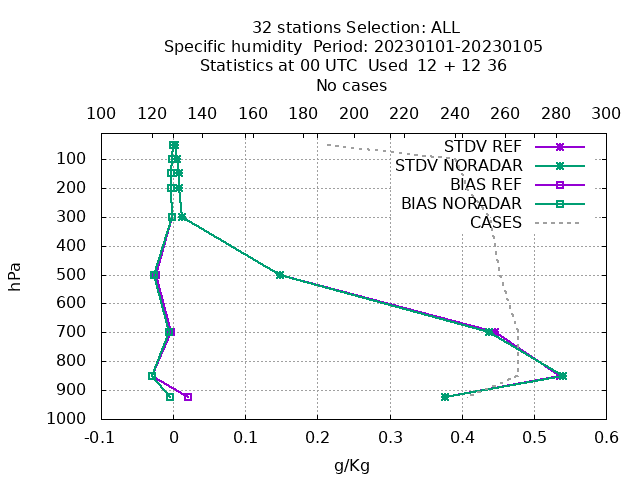 32 stations Selection: ALL
Specific humidity  Period: 20230101-20230105
Statistics at 00 UTC  Used  12 + 12 36
No cases
100 120 140 160 180 200 220 240 260 280 300
STDV REF
STDV NORADAR
BIAS REF
BIAS NORADAR
CASES
hPa
100
200
300
400
500
600
700
800
900
1000
-0.1 0 0.1 0.2 0.3 0.4 0.5 0.6
g/Kg